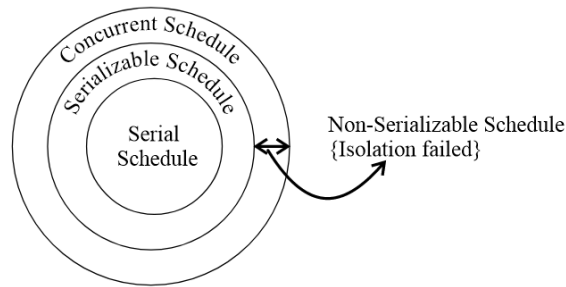 Concurrent Schedule
Serializable Schedule
Serial
Schedule
Non-Serializable Schedule
{Isolation failed}